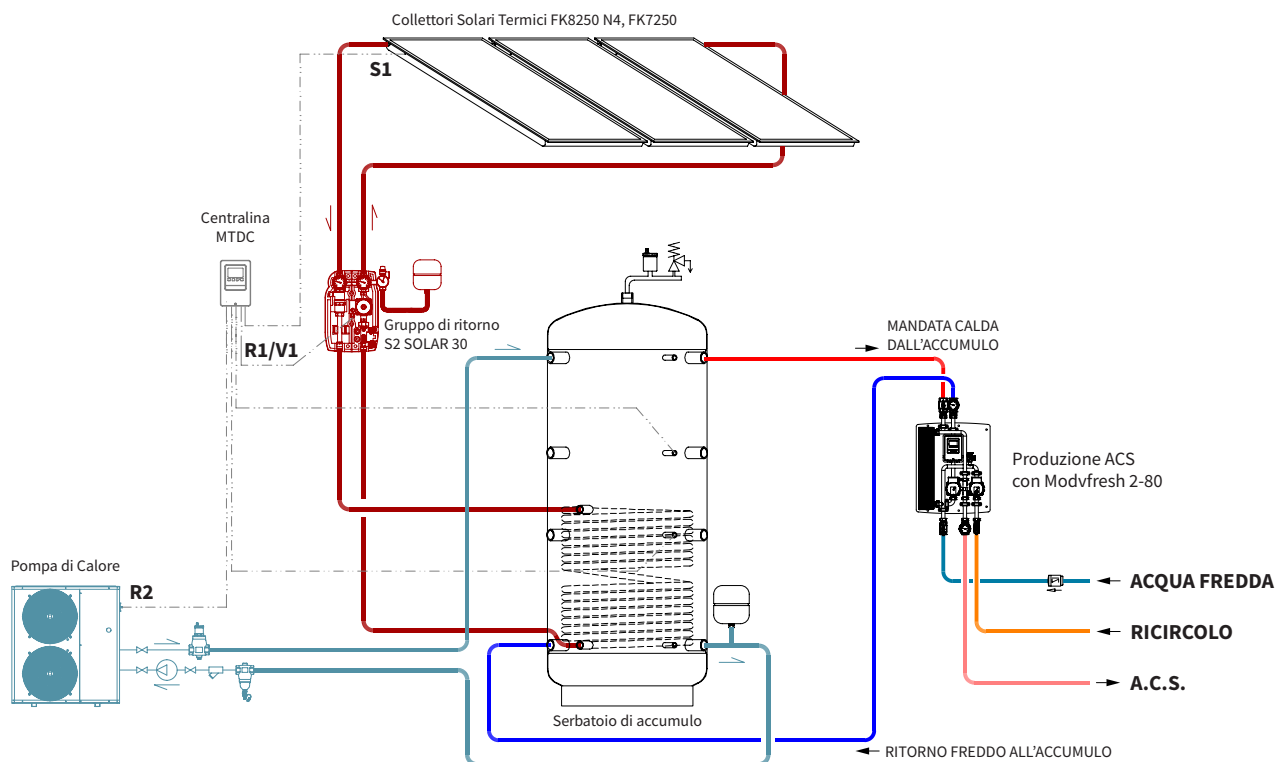 Collettori Solari Termici FK8250 N4, FK7250
S1
Centralina
MTDC
Gruppo di ritorno
S2 SOLAR 30
R1/V1
MANDATA CALDA
DALL'ACCUMULO
Produzione ACS
con Modvfresh 2-80
Pompa di Calore
R2
ACQUA FREDDA
RICIRCOLO
A.C.S.
Serbatoio di accumulo
RITORNO FREDDO ALL'ACCUMULO